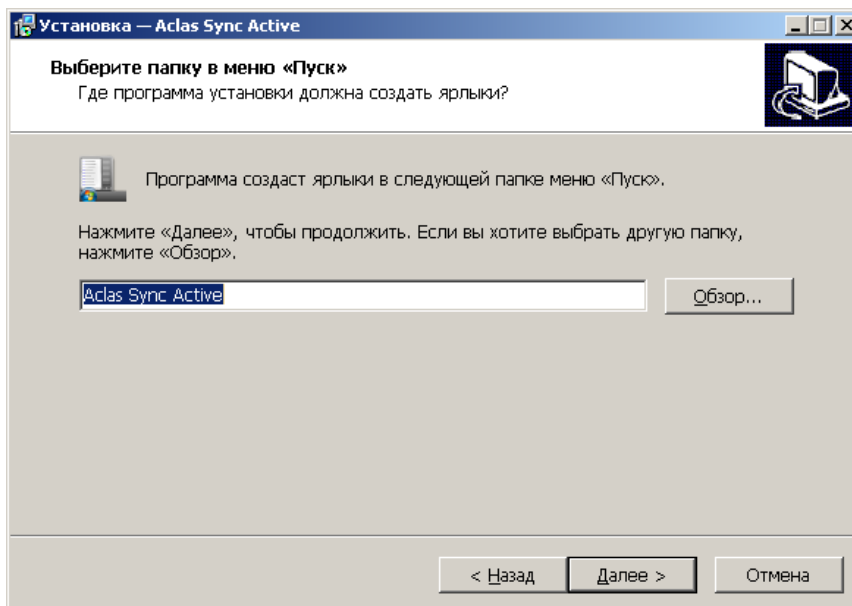 Установка — Aclas Sync Active
Выберите папку в меню «Пуск»
Где программа установки должна создать ярлыки?
Программа создаст ярлыки в следующей папке меню «Пуск».
Нажмите «Далее», чтобы продолжить. Если вы хотите выбрать другую папку,
нажмите «Обзор».
Aclas Sync Active
Обзор...
< Назад
Далее >
Отмена